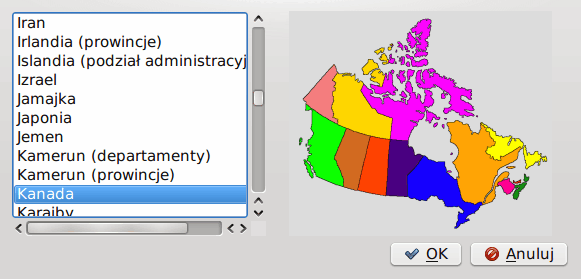 Iran
Irlandia (prowincje)
Islandia (podział administracyj
Izrael
Jamajka
Japonia
Jemen
Kamerun (departamenty)
Kamerun (prowincje)
Kanada
Karaiby
OK
Anuluj